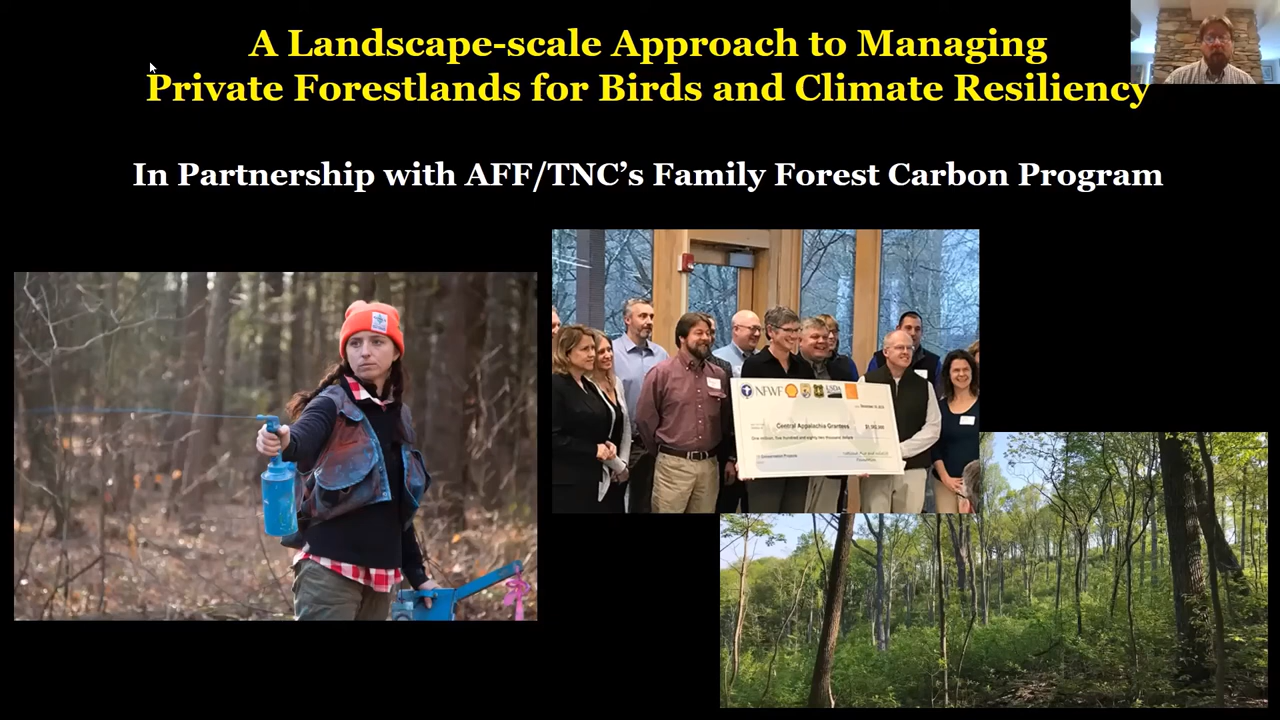 A Landscape-scale Approach to Managing
Private Forestlands for Birds and Climate Resiliency
In Partnership with AFF/TNC’s Family Forest Carbon Program
NFWF
USDA
Central Appalachia Grantees